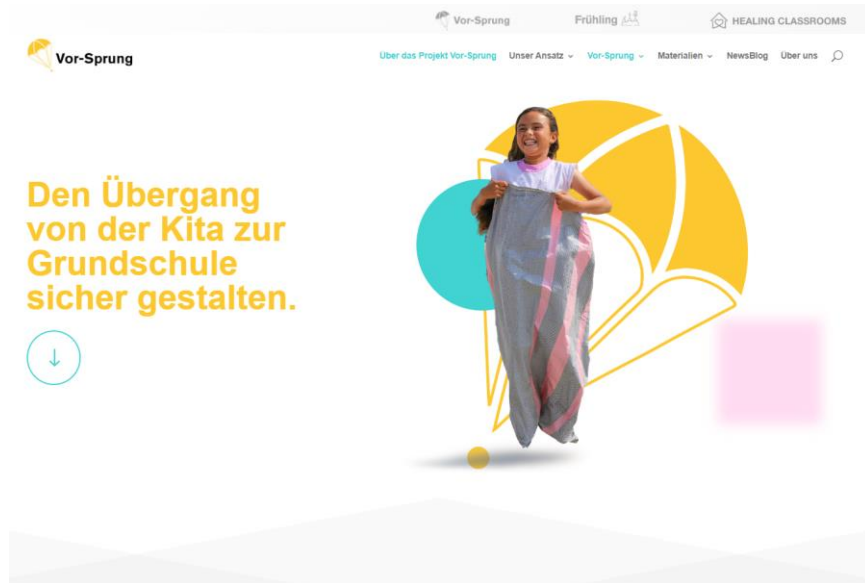 Vor-Sprung
Frühling
HEALING CLASSROOMS
Vor-Sprung
Über das Projekt Vor-Sprung
Unser Ansatz
Vor-Sprung
Materialien
NewsBlog
Über uns
Den Übergang
von der Kita zur
Grundschule
sicher gestalten.